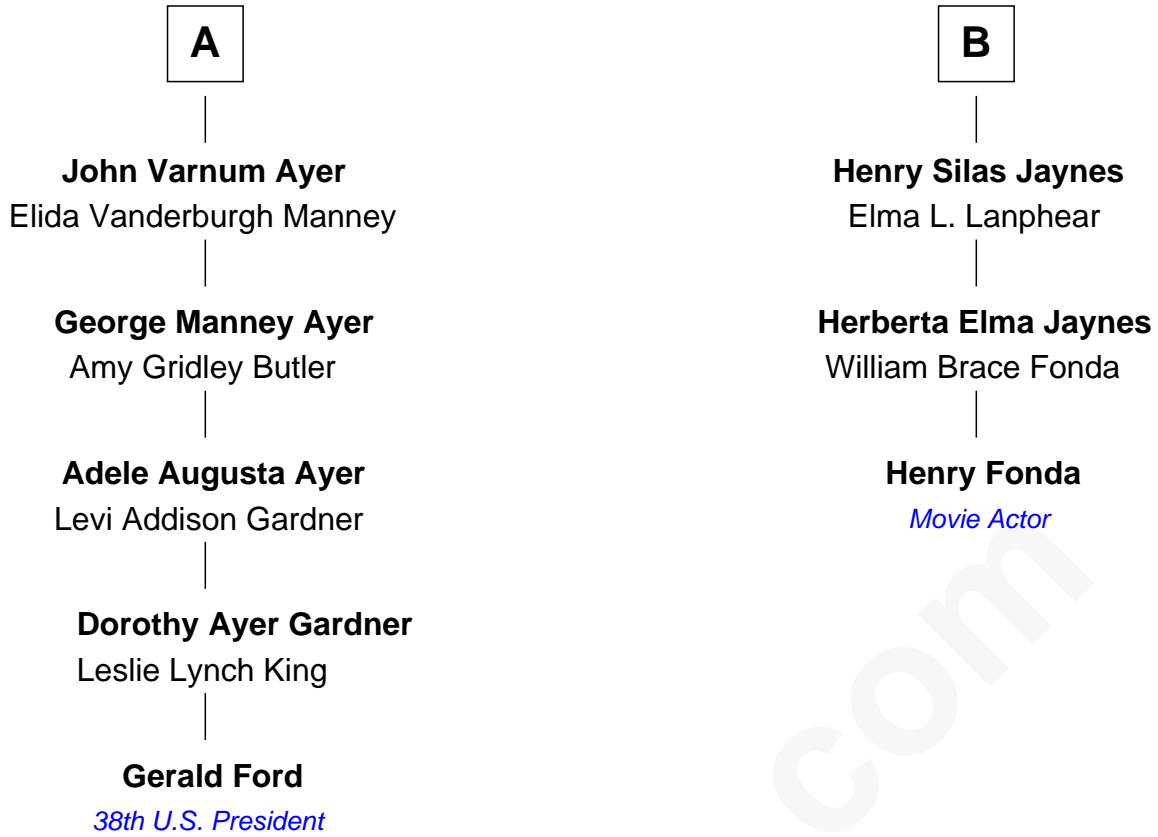 A
John Varnum Ayer
Elida Vanderburgh Manney
George Manney Ayer
Amy Gridley Butler
Adele Augusta Ayer
Levi Addison Gardner
Dorothy Ayer Gardner
Leslie Lynch King
Gerald Ford
38th U.S. President
B
Henry Silas Jaynes
Elma L. Lanphear
Herberta Elma Jaynes
William Brace Fonda
Henry Fonda
Movie Actor
com